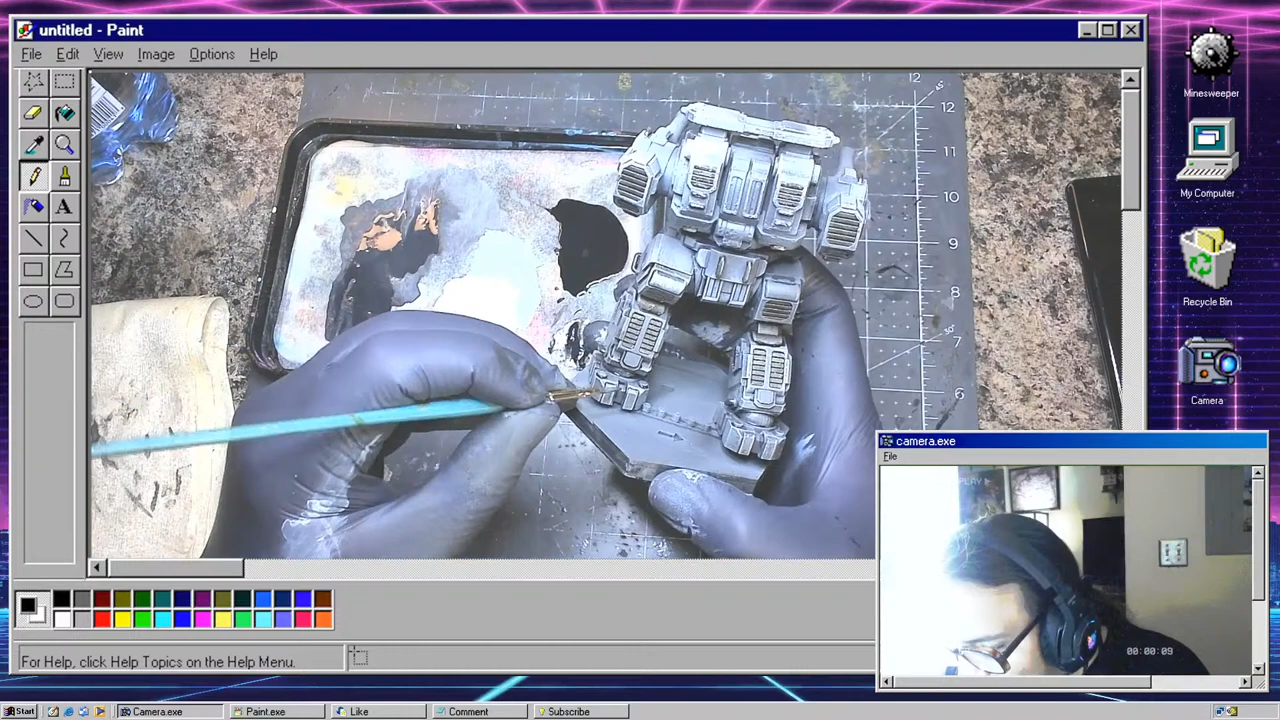 untitled - Paint
File Edit View Image Options Help
12
12
11
10
9
8
7
6
Minesweeper
My Computer
Recycle Bin
Camera
camera.exe
File
PLAY
00:00:09
For Help, click Help Topics on the Help Menu.
Start Camera.exe Paint.exe Like Comment Subscribe